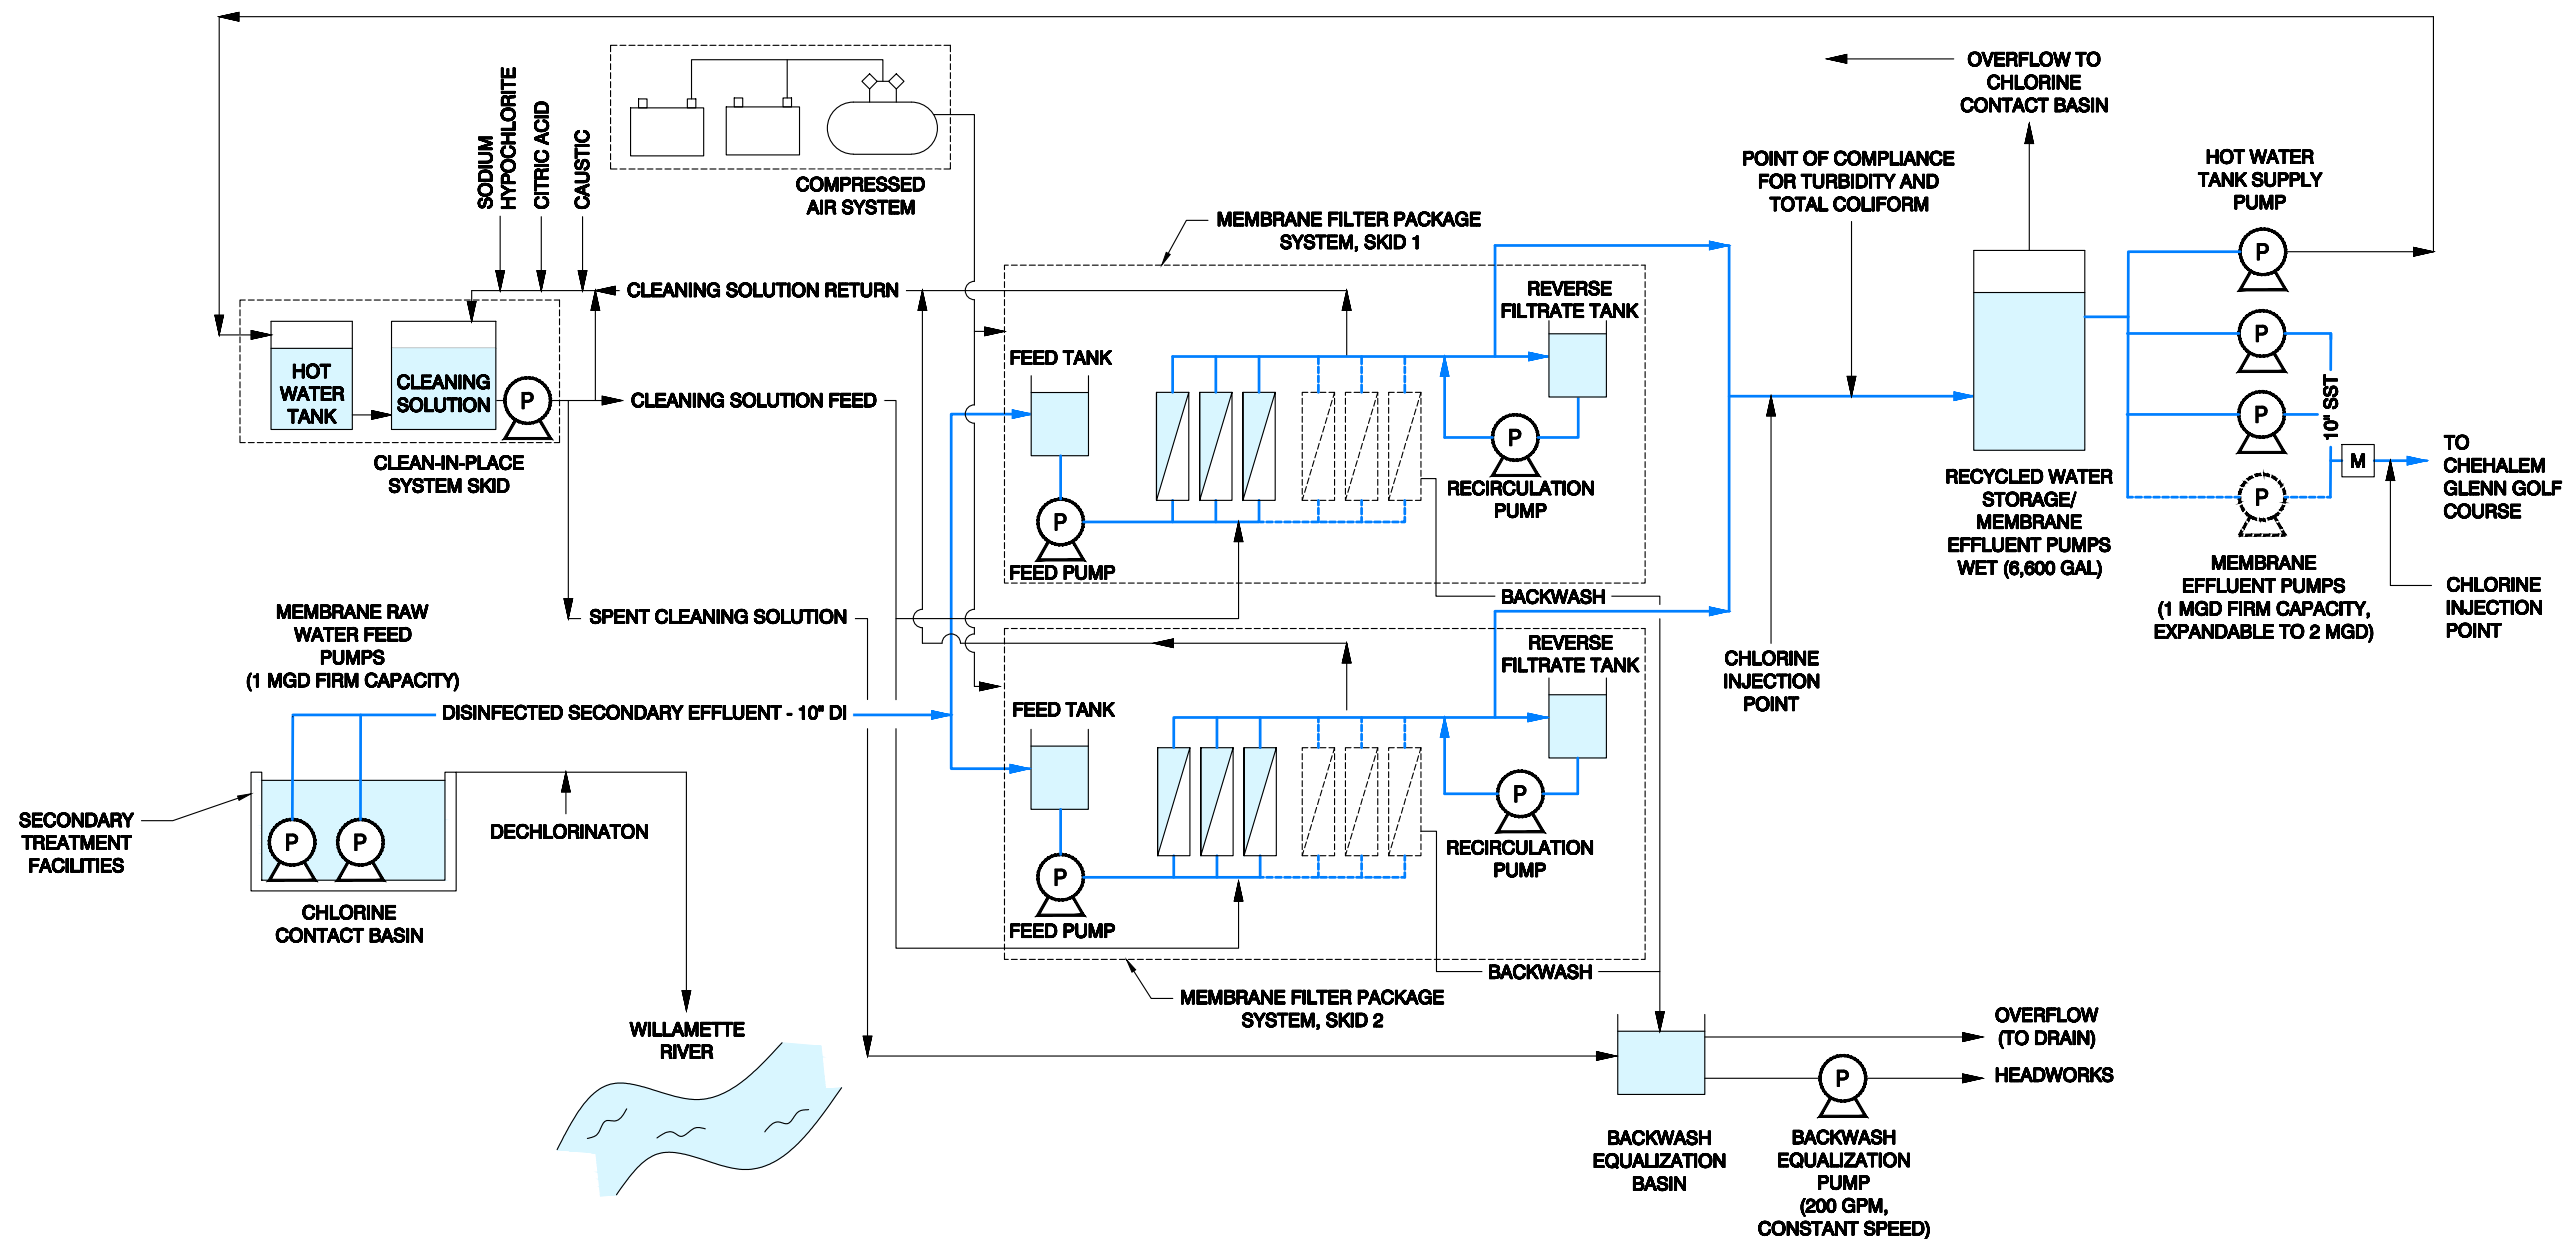 OVERFLOW TO
CHLORINE
CONTACT BASIN
SODIUM
HYPOCHLORITE
CITRIC ACID
CAUSTIC
COMPRESSED
AIR SYSTEM
POINT OF COMPLIANCE
FOR TURBIDITY AND
TOTAL COLIFORM
HOT WATER
TANK SUPPLY
PUMP
MEMBRANE FILTER PACKAGE
SYSTEM, SKID 1
P
CLEANING SOLUTION RETURN
REVERSE
FILTRATE TANK
P
FEED TANK
HOT
WATER
TANK
CLEANING
SOLUTION
P
CLEANING SOLUTION FEED
P
10" SST
P
CLEAN-IN-PLACE
SYSTEM SKID
M
TO
CHEHALEM
GLENN GOLF
COURSE
RECIRCULATION
PUMP
RECYCLED WATER
STORAGE/
MEMBRANE
EFFLUENT PUMPS
WET (6,600 GAL)
P
P
FEED PUMP
MEMBRANE
EFFLUENT PUMPS
(1 MGD FIRM CAPACITY,
EXPANDABLE TO 2 MGD)
CHLORINE
INJECTION
POINT
BACKWASH
SPENT CLEANING SOLUTION
MEMBRANE RAW
WATER FEED
PUMPS
(1 MGD FIRM CAPACITY)
REVERSE
FILTRATE TANK
CHLORINE
INJECTION
POINT
DISINFECTED SECONDARY EFFLUENT - 10" DI
FEED TANK
P
SECONDARY
TREATMENT
FACILITIES
P
P
DECHLORINATON
RECIRCULATION
PUMP
P
CHLORINE
CONTACT BASIN
FEED PUMP
BACKWASH
MEMBRANE FILTER PACKAGE
SYSTEM, SKID 2
WILLAMETTE
RIVER
OVERFLOW
(TO DRAIN)
P
HEADWORKS
BACKWASH
EQUALIZATION
BASIN
BACKWASH
EQUALIZATION
PUMP
(200 GPM,
CONSTANT SPEED)